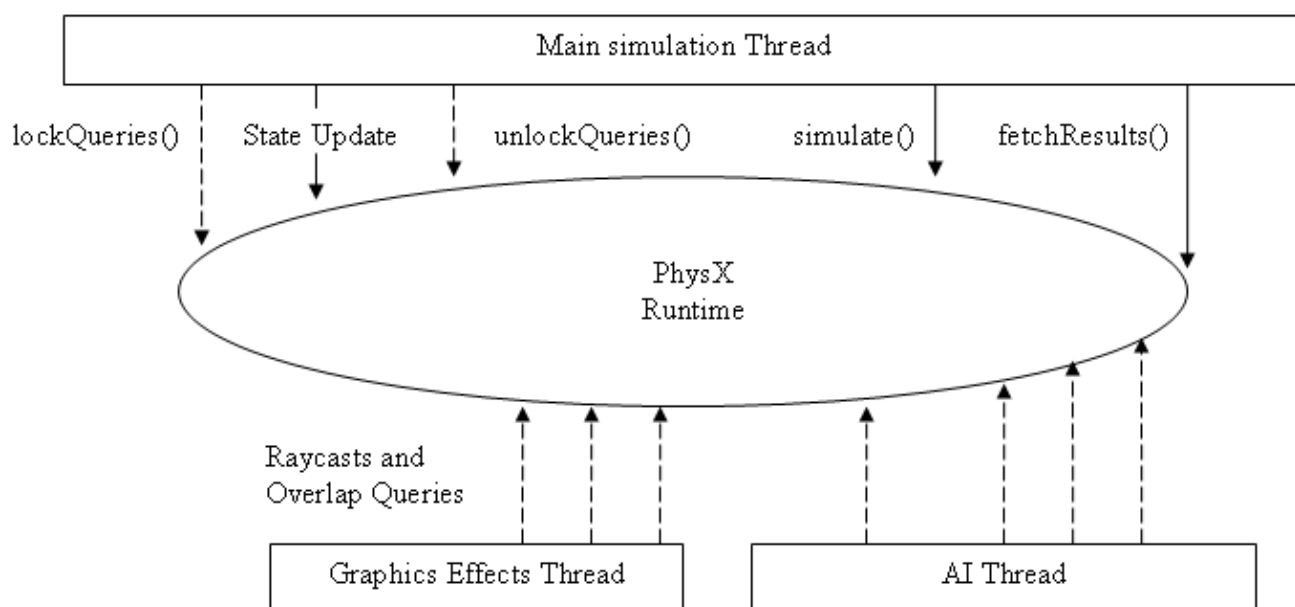 Main simulation Thread
lockQueries()
State Update
unlockQueries()
simulate()
fetchResults()
PhysX
Runtime
Raycasts and
Overlap Queries
Graphics Effects Thread
AI Thread